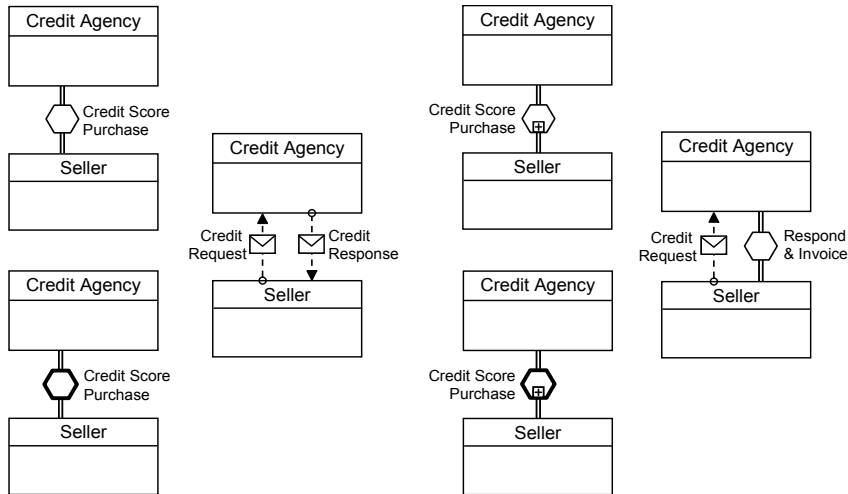 Credit Agency
Credit Score
Purchase
Seller
Credit Agency
Credit
Request
Credit
Response
Seller
Credit Agency
Credit Score
Purchase
Seller
Credit Agency
Credit Score
Purchase
Seller
Credit Agency
Credit
Request
Respond
& Invoice
Seller
Credit Agency
Credit Score
Purchase
Seller